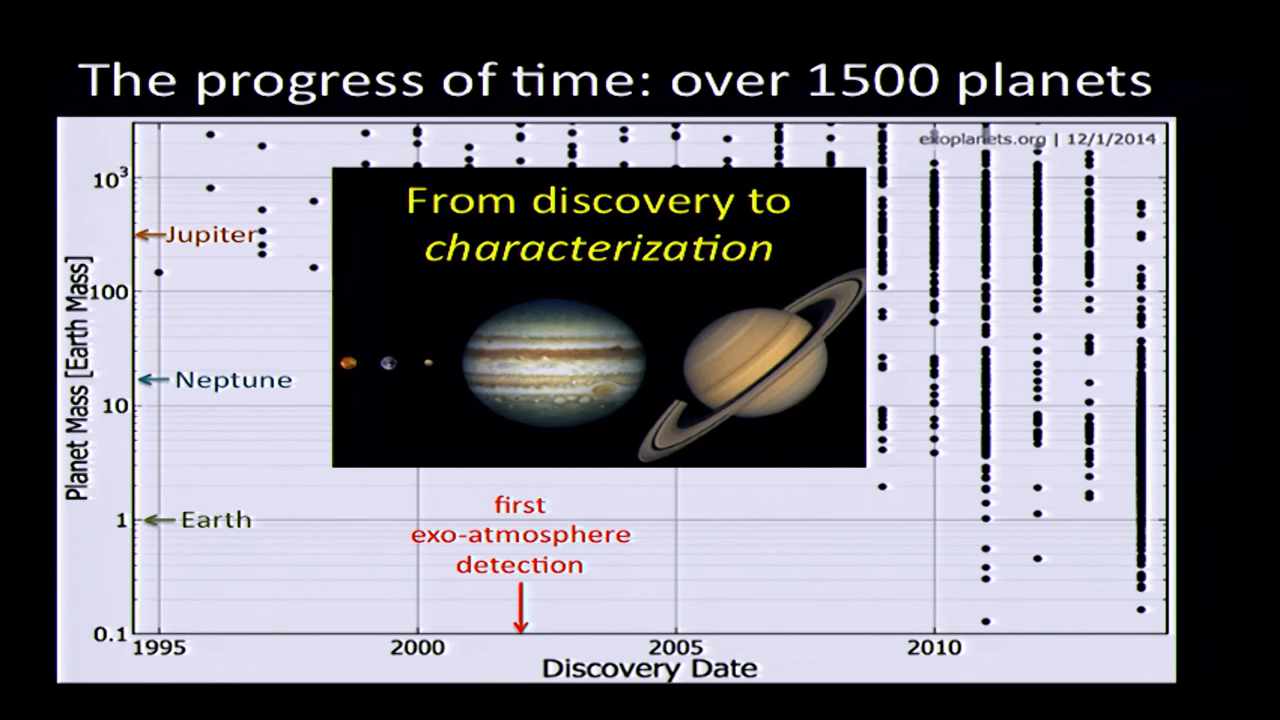 The progress of time: over 1500 planets
exoplanets.org | 12/1/2014
From discovery to
characterization
10³
Jupiter
100
Neptune
10
1
Earth
0.1
Planet Mass [Earth Mass]
first
exo-atmosphere
detection
1995 2000 2005 2010
Discovery Date